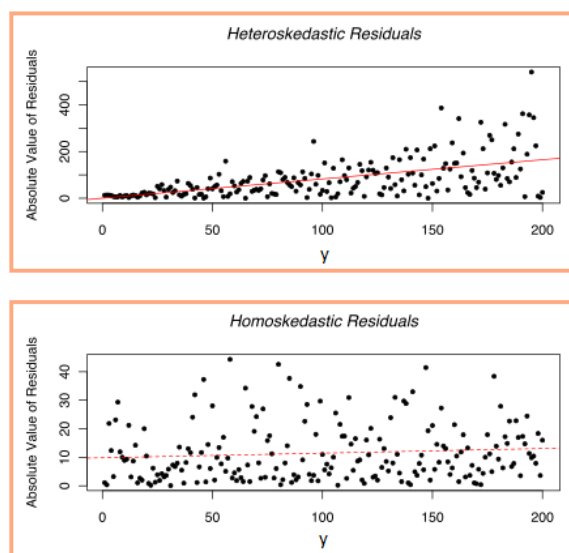 Heteroskedastic Residuals
Absolute Value of Residuals
400
200
0
0 50 100 150 200
y
Homoskedastic Residuals
Absolute Value of Residuals
40
30
20
10
0
0 50 100 150 200
y